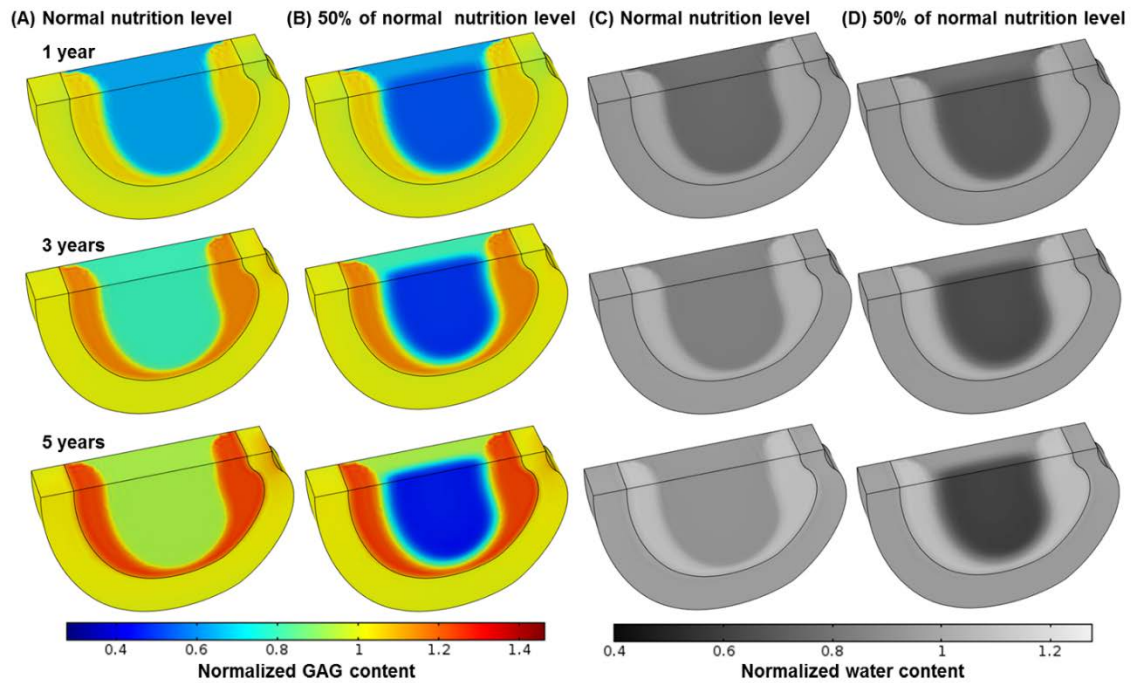 (A) Normal nutrition level (B) 50% of normal nutrition level (C) Normal nutrition level (D) 50% of normal nutrition level
1 year
3 years
5 years
0.4 0.6 0.8 1 1.2 1.4
Normalized GAG content
0.4 0.6 0.8 1 1.2
Normalized water content